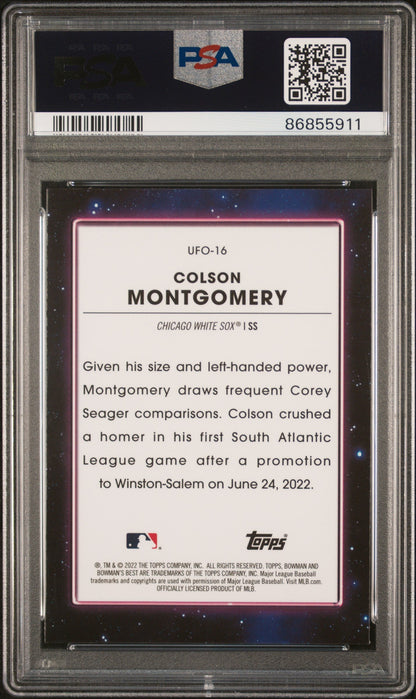 PSA
PSA
86855911
UFO-16
COLSON
MONTGOMERY
CHICAGO WHITE SOX® | SS
Given his size and left-handed power,
Montgomery draws frequent Corey
Seager comparisons. Colson crushed
a homer in his first South Atlantic
League game after a promotion
to Winston-Salem on June 24, 2022.
topps®
®, TM & © 2022 THE TOPPS COMPANY, INC. ALL RIGHTS RESERVED. TOPPS, BOWMAN AND
BOWMAN'S BEST ARE TRADEMARKS OF THE TOPPS COMPANY, INC. Major League Baseball
trademarks and copyrights are used with permission of Major League Baseball. Visit MLB.com.
OFFICIALLY LICENSED PRODUCT OF MLB.
PSA